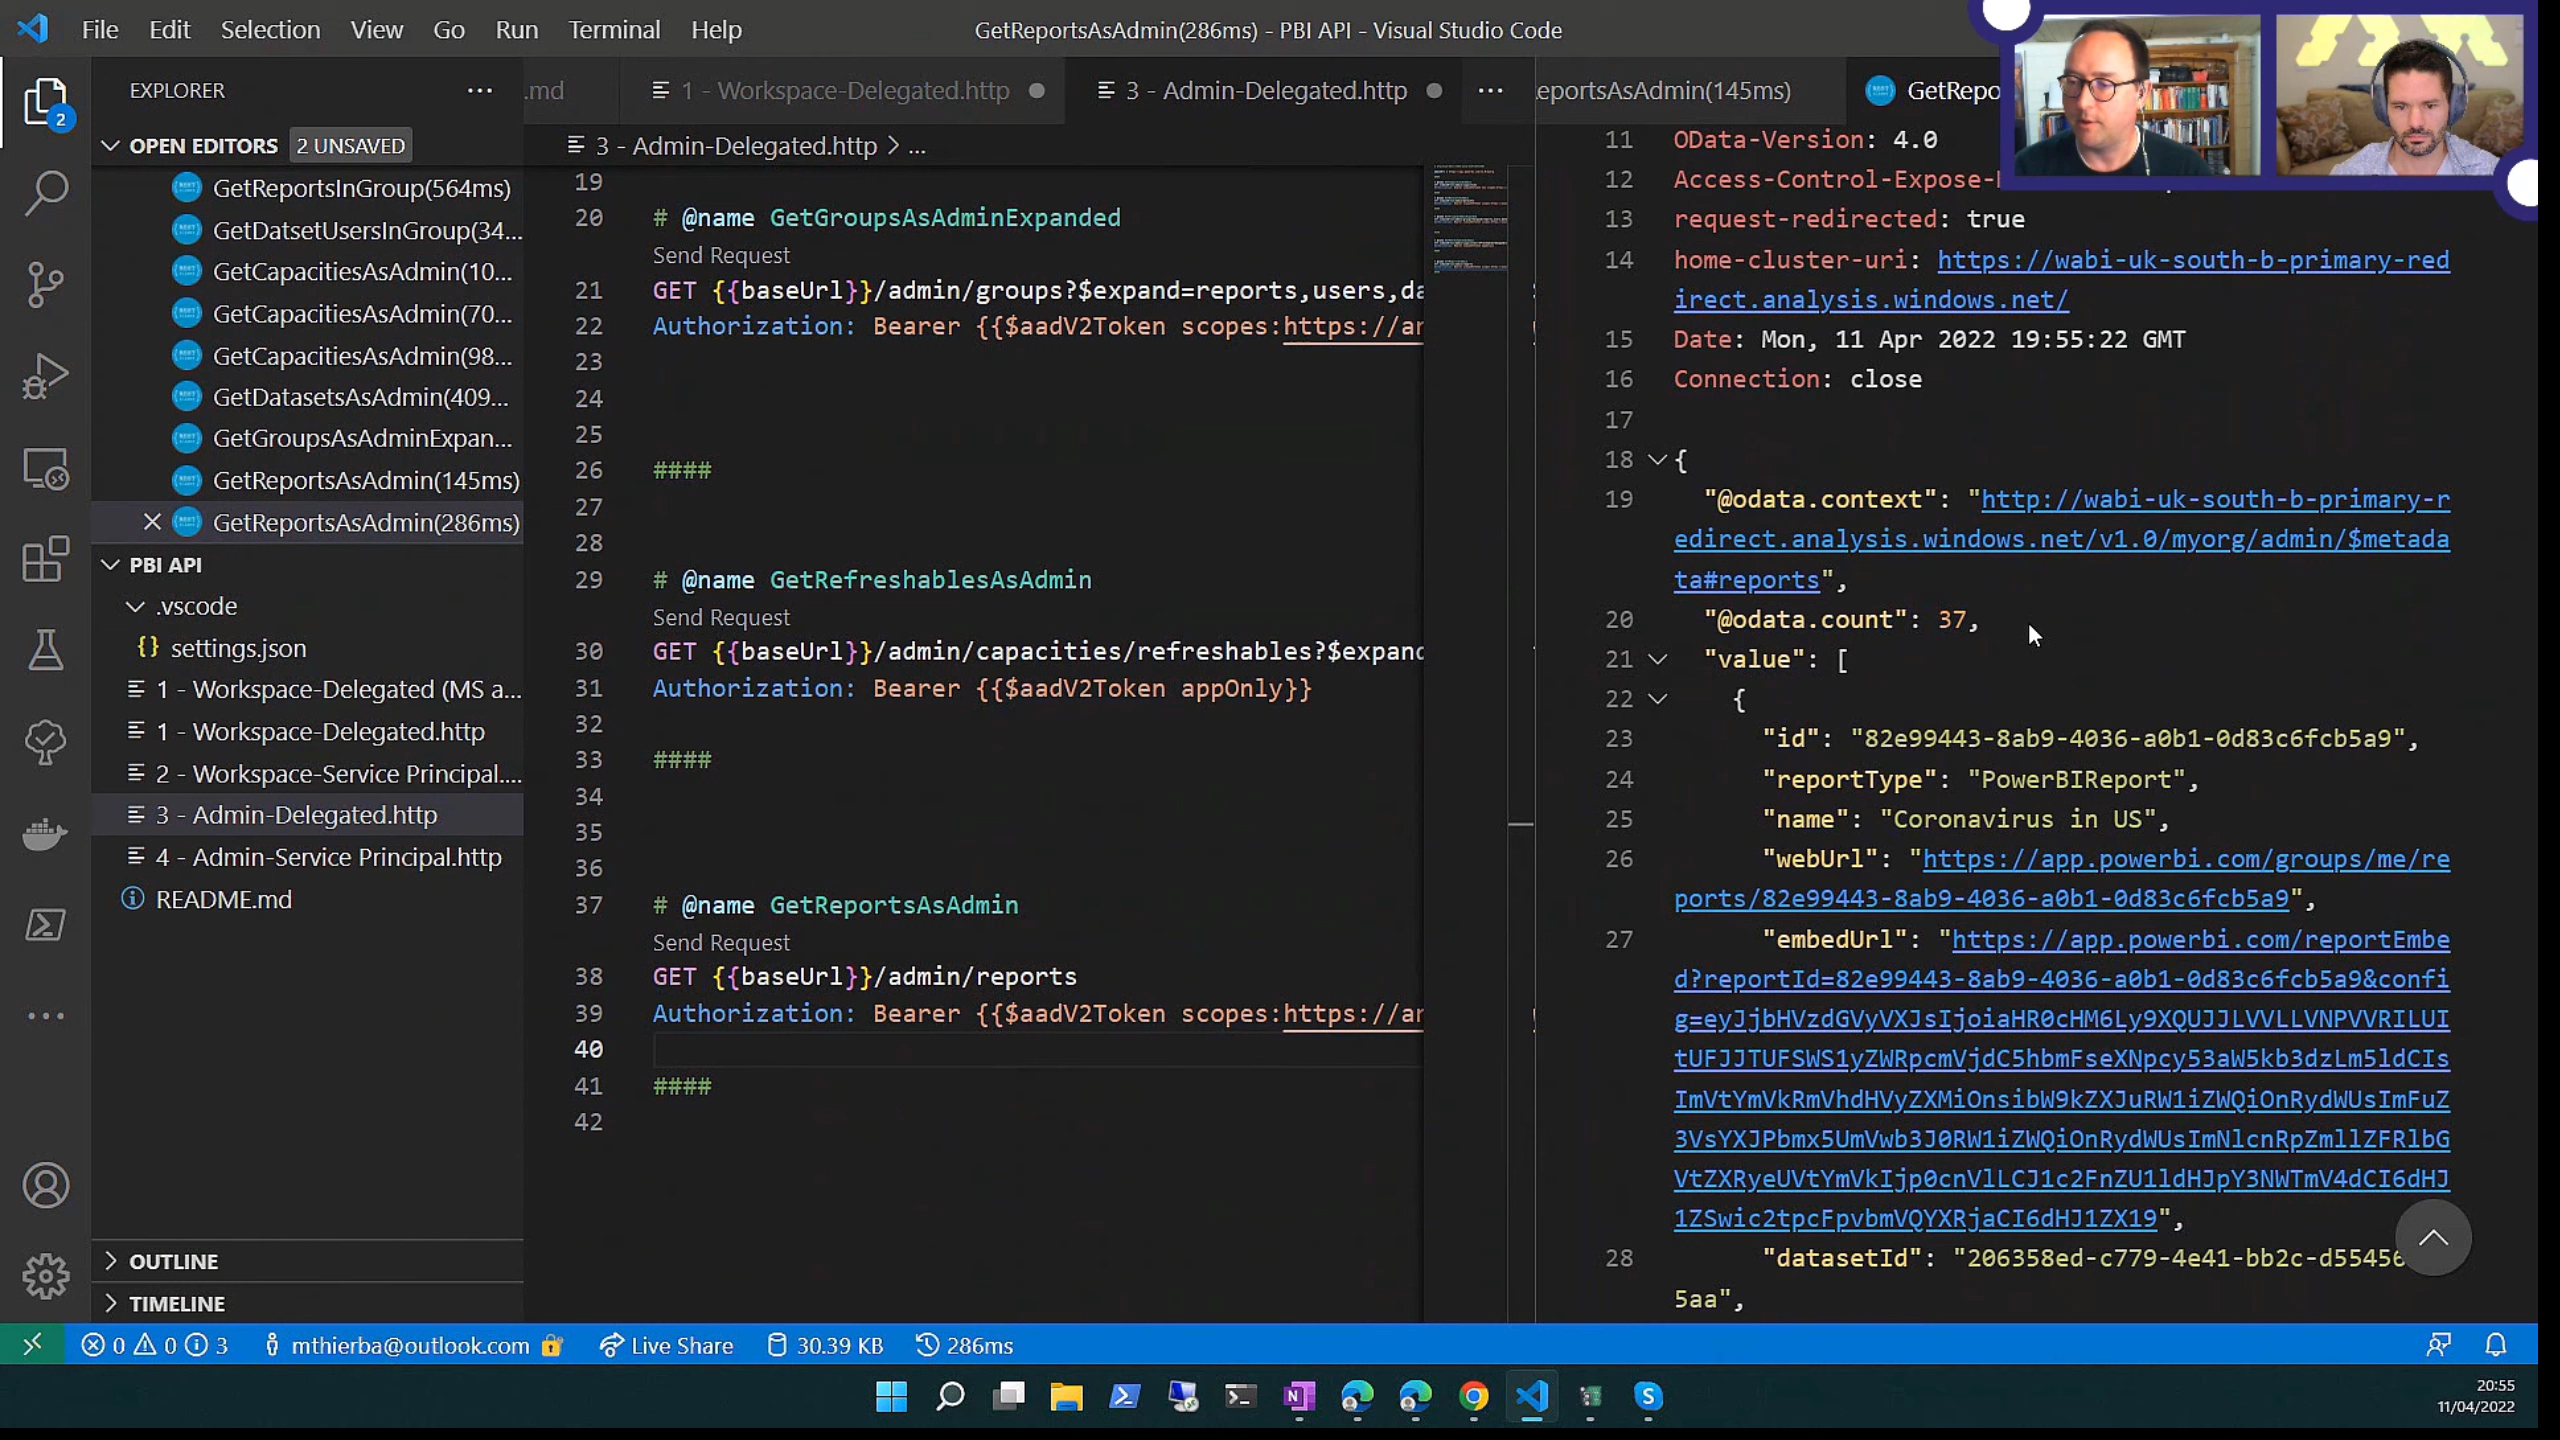 File Edit Selection View Go Run Terminal Help
GetReportsAsAdmin(286ms) - PBI API - Visual Studio Code
EXPLORER
OPEN EDITORS 2 UNSAVED
GetReportsInGroup(564ms)
GetDatsetUsersInGroup(34...
GetCapacitiesAsAdmin(10...
GetCapacitiesAsAdmin(70...
GetCapacitiesAsAdmin(98...
GetDatasetsAsAdmin(409...
GetGroupsAsAdminExpan...
GetReportsAsAdmin(145ms)
GetReportsAsAdmin(286ms)
PBI API
.vscode
{} settings.json
1 - Workspace-Delegated (MS a...
1 - Workspace-Delegated.http
2 - Workspace-Service Principal....
3 - Admin-Delegated.http
4 - Admin-Service Principal.http
README.md
OUTLINE
TIMELINE
2
.md
1 - Workspace-Delegated.http
3 - Admin-Delegated.http
3 - Admin-Delegated.http > ...
19
20 # @name GetGroupsAsAdminExpanded
Send Request
21 GET {{baseUrl}}/admin/groups?$expand=reports,users,da
22 Authorization: Bearer {{$aadV2Token scopes:https://an
23
24
25
26 ####
27
28
29 # @name GetRefreshablesAsAdmin
Send Request
30 GET {{baseUrl}}/admin/capacities/refreshables?$expand
31 Authorization: Bearer {{$aadV2Token appOnly}}
32
33 ####
34
35
36
37 # @name GetReportsAsAdmin
Send Request
38 GET {{baseUrl}}/admin/reports
39 Authorization: Bearer {{$aadV2Token scopes:https://an
40
41 ####
42
eportsAsAdmin(145ms)
GetRepo
11 OData-Version: 4.0
12 Access-Control-Expose-
13 request-redirected: true
14 home-cluster-uri: https://wabi-uk-south-b-primary-red
irect.analysis.windows.net/
15 Date: Mon, 11 Apr 2022 19:55:22 GMT
16 Connection: close
17
18 {
19 "@odata.context": "http://wabi-uk-south-b-primary-r
edirect.analysis.windows.net/v1.0/myorg/admin/$metada
ta#reports",
20 "@odata.count": 37,
21 "value": [
22 {
23 "id": "82e99443-8ab9-4036-a0b1-0d83c6fcb5a9",
24 "reportType": "PowerBIReport",
25 "name": "Coronavirus in US",
26 "webUrl": "https://app.powerbi.com/groups/me/re
ports/82e99443-8ab9-4036-a0b1-0d83c6fcb5a9",
27 "embedUrl": "https://app.powerbi.com/reportEmbe
d?reportId=82e99443-8ab9-4036-a0b1-0d83c6fcb5a9&confi
g=eyJjbHVzdGVyVXJsIjoiaHR0cHM6Ly9XQUJJLVVLLVNPVVRILUI
tUFJJTUFSWS1yZWRpcmVjdC5hbmFseXNpcy53aW5kb3dzLm5ldCIs
ImVtYmVkRmVhdHVyZXMiOnsibW9kZXJuRW1iZWQiOnRydWUsImFuZ
3VsYXJPbmx5UmVwb3J0RW1iZWQiOnRydWUsImNlcnRpZmllZFRlbG
VtZXRyeUVtYmVkIjp0cnVlLCJ1c2FnZU1ldHJpY3NWTmV4dCI6dHJ
1ZSwic2tpcFpvbmVQYXRjaCI6dHJ1ZX19",
28 "datasetId": "206358ed-c779-4e41-bb2c-d55456
5aa",
0 0 3 mthierba@outlook.com Live Share 30.39 KB 286ms
20:55
11/04/2022